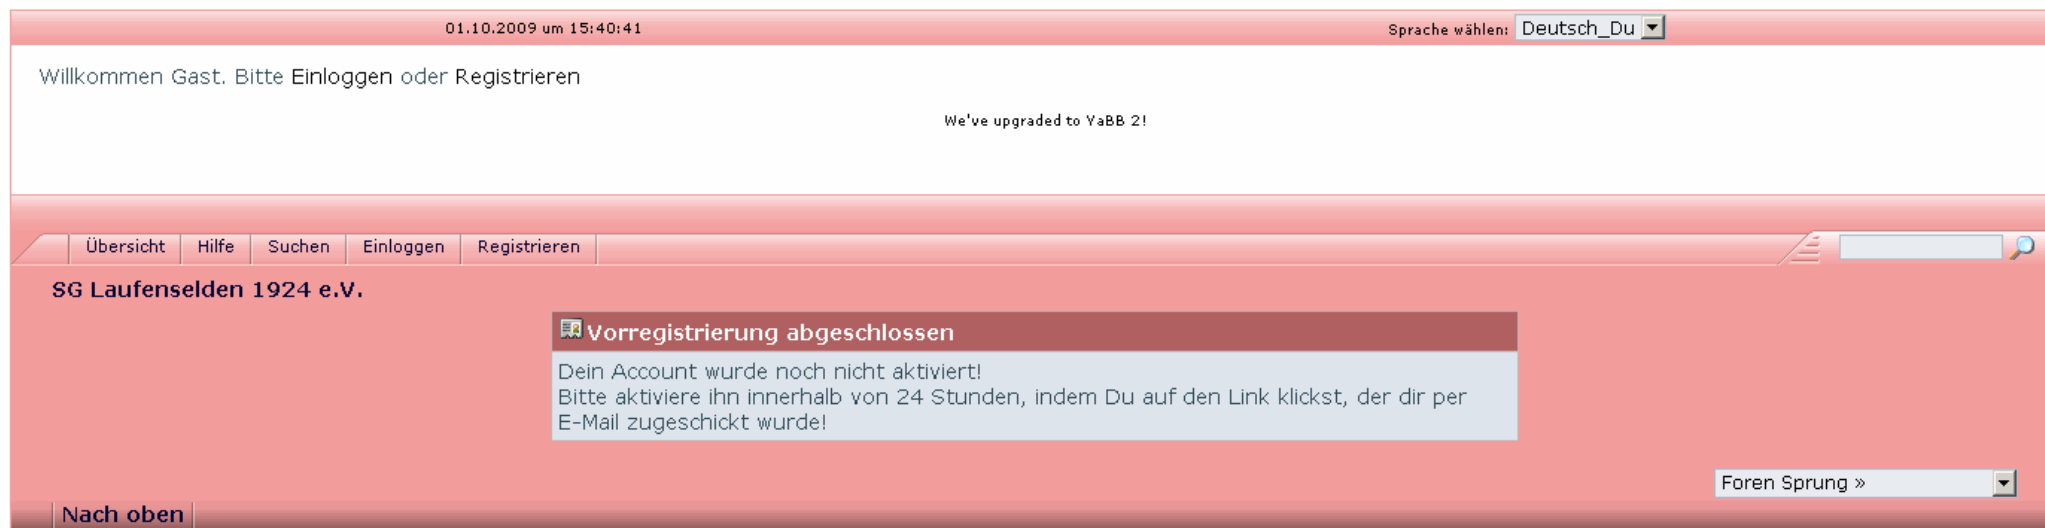 01.10.2009 um 15:40:41
Sprache wählen: Deutsch_Du
Willkommen Gast. Bitte Einloggen oder Registrieren
We've upgraded to YaBB 2!
Übersicht Hilfe Suchen Einloggen Registrieren
SG Laufenselden 1924 e.V.
Vorregistrierung abgeschlossen
Dein Account wurde noch nicht aktiviert!
Bitte aktiviere ihn innerhalb von 24 Stunden, indem Du auf den Link klickst, der dir per
E-Mail zugeschickt wurde!
Foren Sprung »
Nach oben